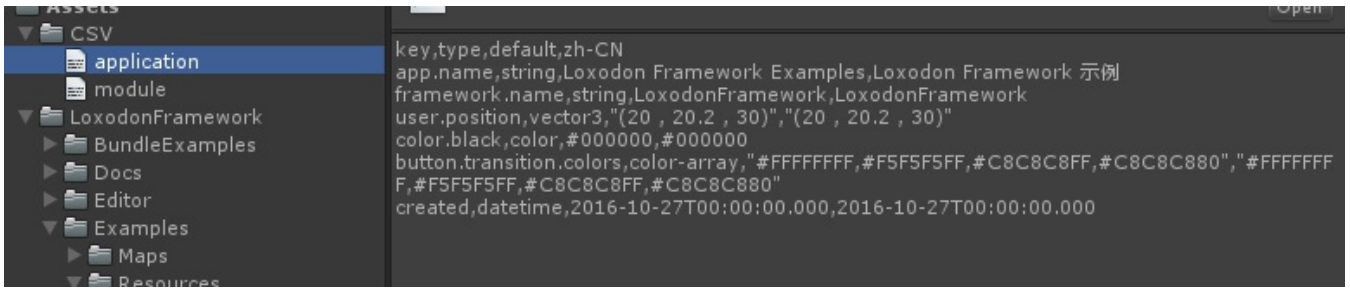 Assets
CSV
application
module
LoxodonFramework
BundleExamples
Docs
Editor
Examples
Maps
Resources
Open
key,type,default,zh-CN
app.name,string,Loxodon Framework Examples,Loxodon Framework 示例
framework.name,string,LoxodonFramework,LoxodonFramework
user.position,vector3,"(20 , 20.2 , 30)","(20 , 20.2 , 30)"
color.black,color,#000000,#000000
button.transition.colors,color-array,"#FFFFFFFF,#F5F5F5FF,#C8C8C8FF,#C8C8C880","#FFFFFFF
F,#F5F5F5FF,#C8C8C8FF,#C8C8C880"
created,datetime,2016-10-27T00:00:00.000,2016-10-27T00:00:00.000